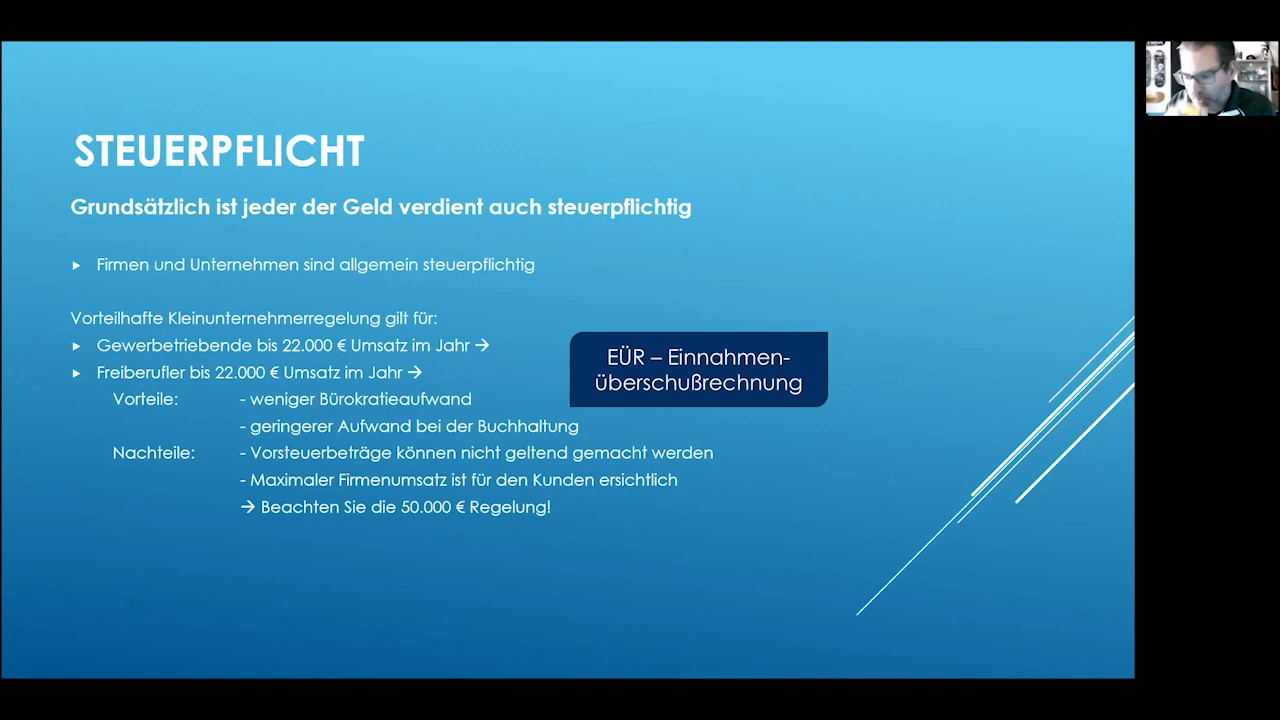 STEUERPFLICHT
Grundsätzlich ist jeder der Geld verdient auch steuerpflichtig
Firmen und Unternehmen sind allgemein steuerpflichtig
Vorteilhafte Kleinunternehmerregelung gilt für:
Gewerbetriebende bis 22.000 € Umsatz im Jahr →
Freiberufler bis 22.000 € Umsatz im Jahr →
EÜR – Einnahmen-
überschußrechnung
Vorteile: - weniger Bürokratieaufwand
- geringerer Aufwand bei der Buchhaltung
Nachteile: - Vorsteuerbeträge können nicht geltend gemacht werden
- Maximaler Firmenumsatz ist für den Kunden ersichtlich
→ Beachten Sie die 50.000 € Regelung!